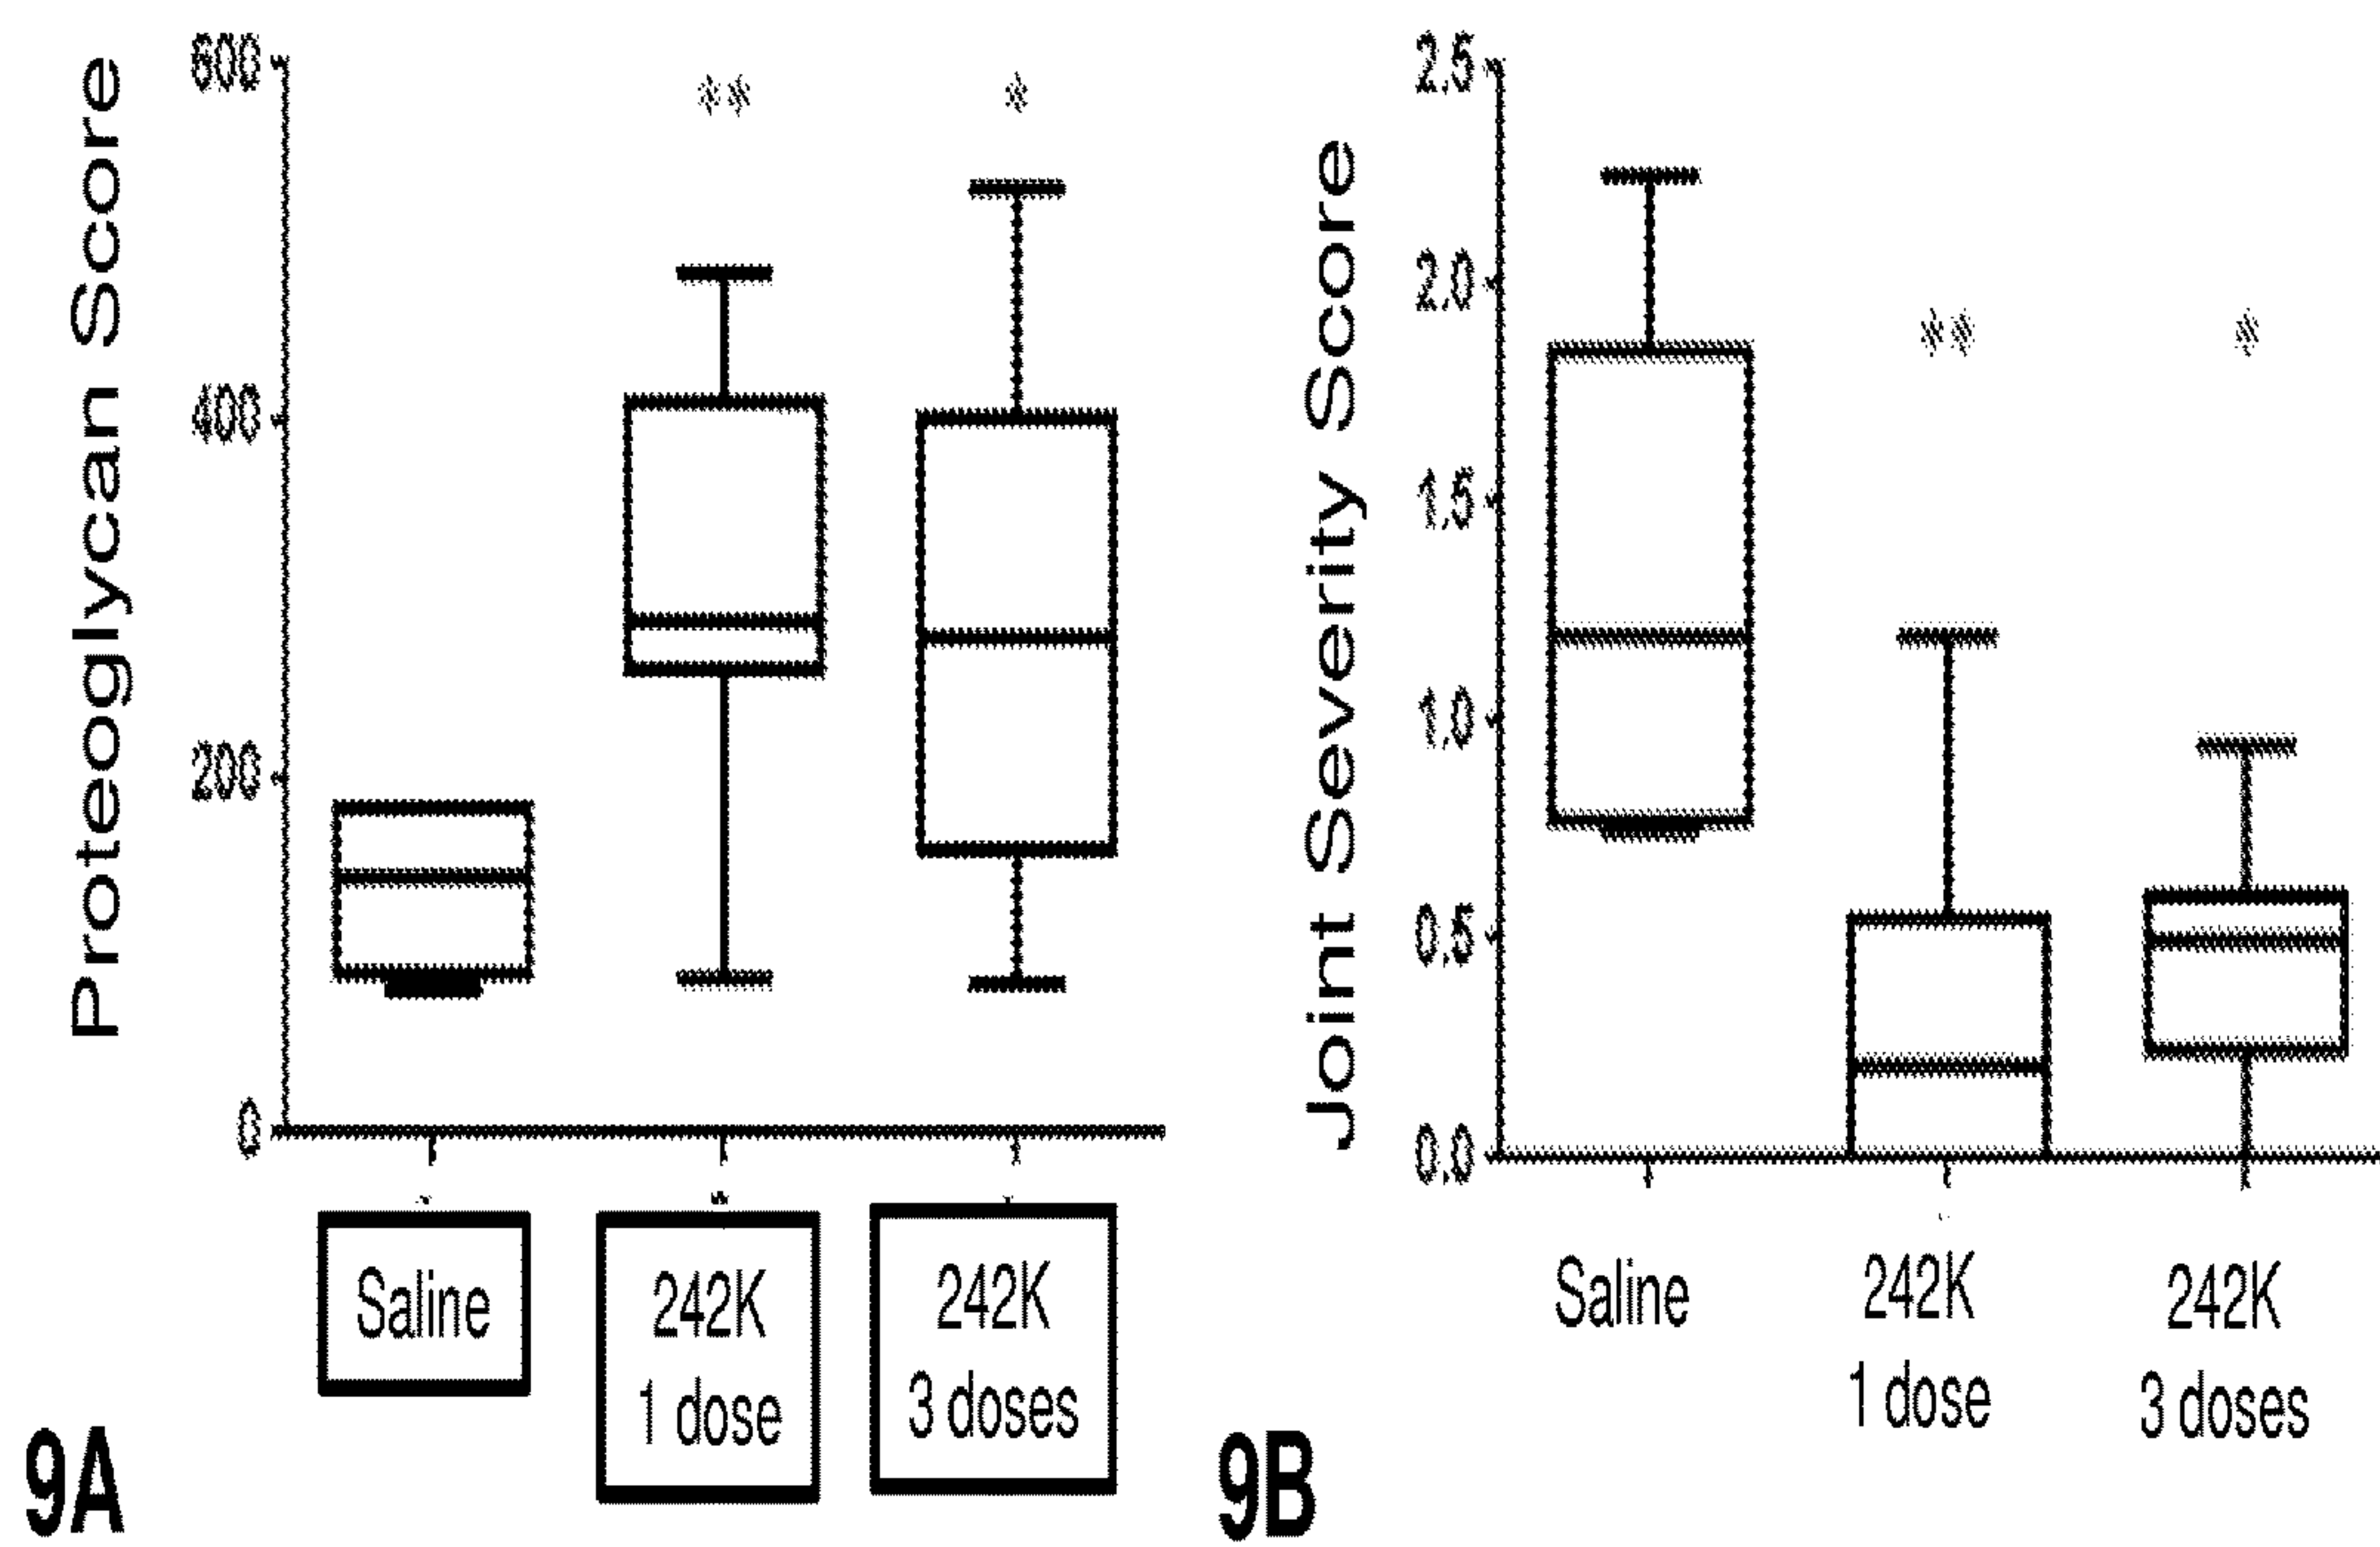 Proteoglycan Score
600
400
200
0
**
*
Saline
242K
1 dose
242K
3 doses
9A
Joint Severity Score
2.5
2.0
1.5
1.0
0.5
0.0
**
*
Saline
242K
1 dose
242K
3 doses
9B